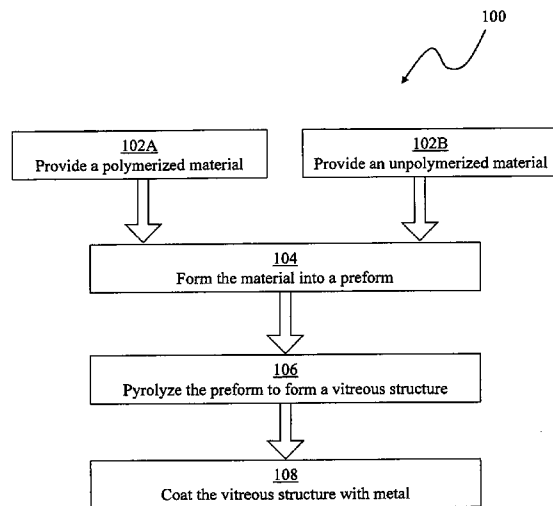 100
102A
Provide a polymerized material
102B
Provide an unpolymerized material
104
Form the material into a preform
106
Pyrolyze the preform to form a vitreous structure
108
Coat the vitreous structure with metal